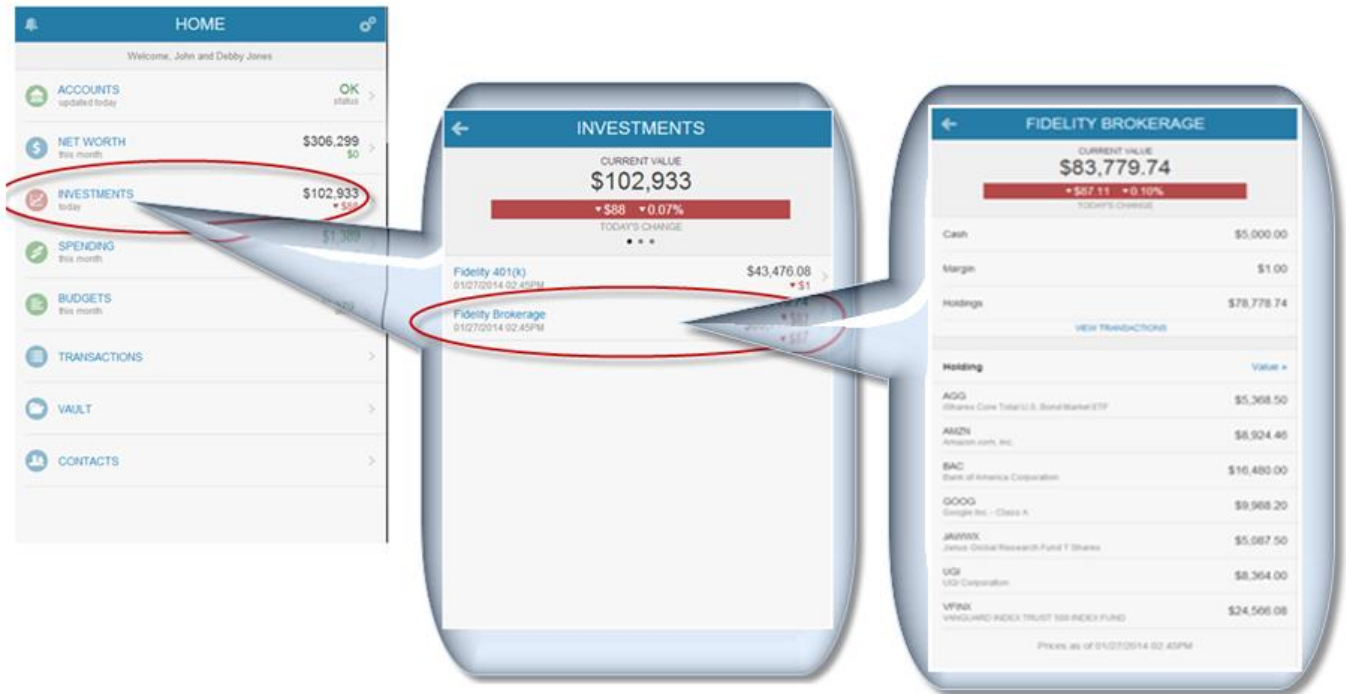 HOME
Welcome, John and Debby Jones
ACCOUNTS
updated today
OK
status
NET WORTH
this month
$306,299
$0
INVESTMENTS
today
$102,933
▼ $88
SPENDING
this month
$1,389
BUDGETS
this month
TRANSACTIONS
VAULT
CONTACTS
INVESTMENTS
CURRENT VALUE
$102,933
▼ $88 ▼ 0.07%
TODAY'S CHANGE
Fidelity 401(k)
01/27/2014 02:45PM
$43,476.08
▼ $1
Fidelity Brokerage
01/27/2014 02:45PM
▼ $87
FIDELITY BROKERAGE
CURRENT VALUE
$83,779.74
▼ $87.11 ▼ 0.10%
TODAY'S CHANGE
Cash $5,000.00
Margin $1.00
Holdings $78,778.74
VIEW TRANSACTIONS
Holding Value
AGG $5,368.50
iShares Core Total U.S. Bond Market ETF
AMZN $8,924.46
Amazon.com, Inc.
BAC $16,480.00
Bank of America Corporation
GOOG $9,988.20
Google Inc. - Class A
JAWWX $5,087.50
Janus Global Research Fund T Shares
UGI $8,364.00
UGI Corporation
VFINX $24,566.08
VANGUARD INDEX TRUST 500 INDEX FUND
Prices as of 01/27/2014 02:45PM